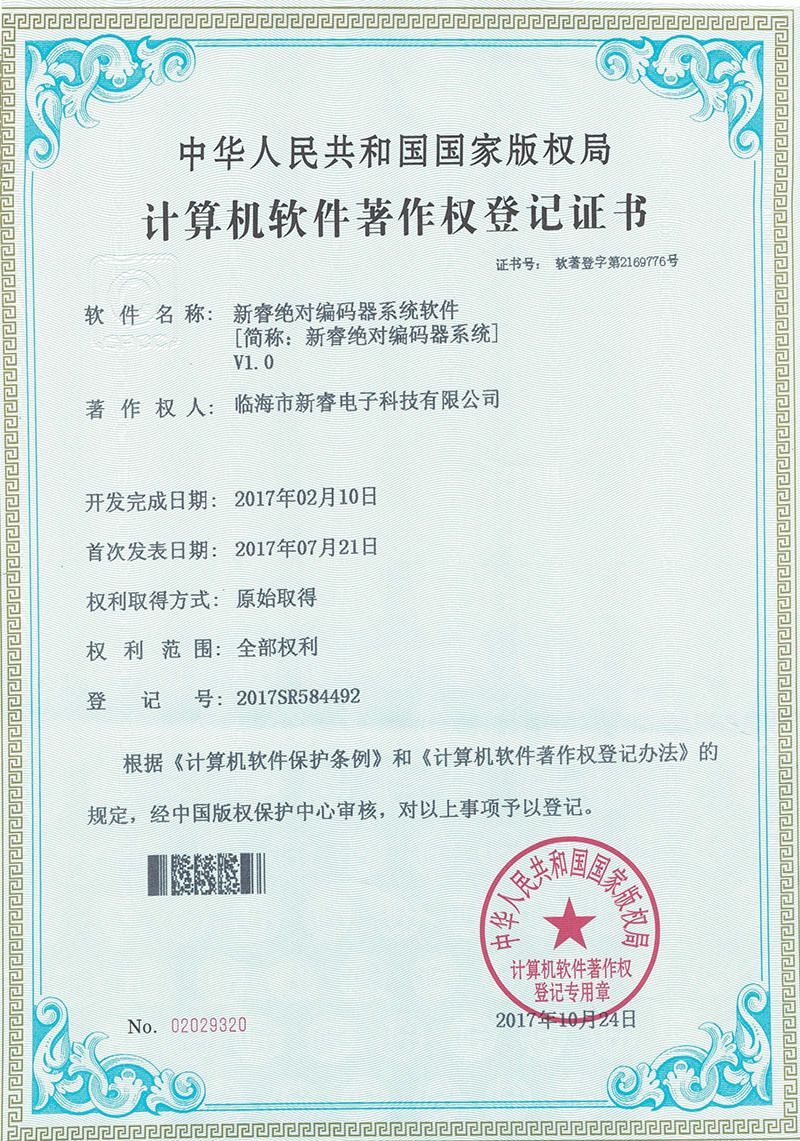 中华人民共和国国家版权局
计算机软件著作权登记证书
证书号： 软著登字第2169776号
软件名称： 新睿绝对编码器系统软件
[简称：新睿绝对编码器系统]
V1.0
著作权人： 临海市新睿电子科技有限公司
开发完成日期： 2017年02月10日
首次发表日期： 2017年07月21日
权利取得方式： 原始取得
权利范围： 全部权利
登记号： 2017SR584492
根据《计算机软件保护条例》和《计算机软件著作权登记办法》的
规定，经中国版权保护中心审核，对以上事项予以登记。
中华人民共和国国家版权局
计算机软件著作权
登记专用章
No. 02029320
2017年10月24日